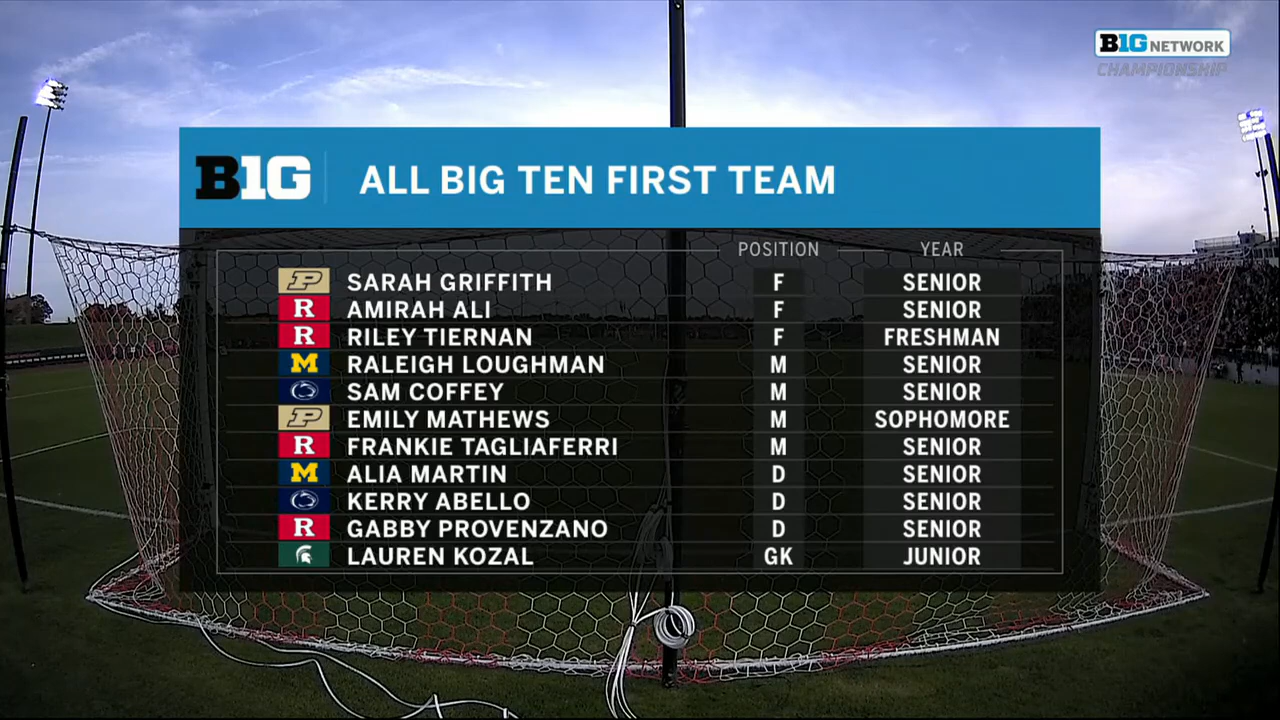 B1G NETWORK
CHAMPIONSHIP
B1G ALL BIG TEN FIRST TEAM
POSITION YEAR
P SARAH GRIFFITH F SENIOR
R AMIRAH ALI F SENIOR
R RILEY TIERNAN F FRESHMAN
M RALEIGH LOUGHMAN M SENIOR
SAM COFFEY M SENIOR
P EMILY MATHEWS M SOPHOMORE
R FRANKIE TAGLIAFERRI M SENIOR
M ALIA MARTIN D SENIOR
KERRY ABELLO D SENIOR
R GABBY PROVENZANO D SENIOR
LAUREN KOZAL GK JUNIOR